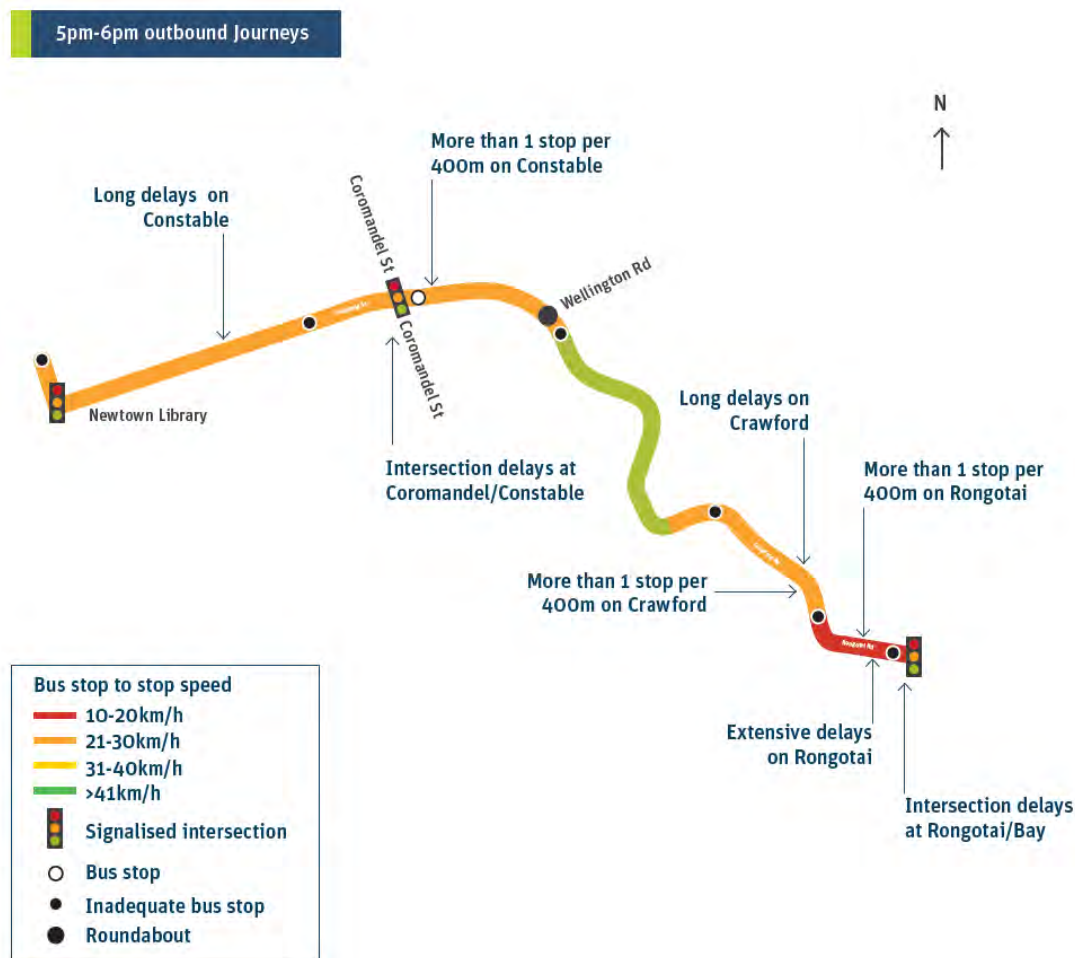 5pm-6pm outbound Journeys
N
More than 1 stop per
400m on Constable
Long delays on
Constable
Coromandel St
Wellington Rd
Coromandel St
Newtown Library
Intersection delays at
Coromandel/Constable
Long delays on
Crawford
More than 1 stop per
400m on Rongotai
More than 1 stop per
400m on Crawford
Rongotai Rd
Extensive delays
on Rongotai
Intersection delays
at Rongotai/Bay
Bus stop to stop speed
10-20km/h
21-30km/h
31-40km/h
>41km/h
Signalised intersection
Bus stop
Inadequate bus stop
Roundabout